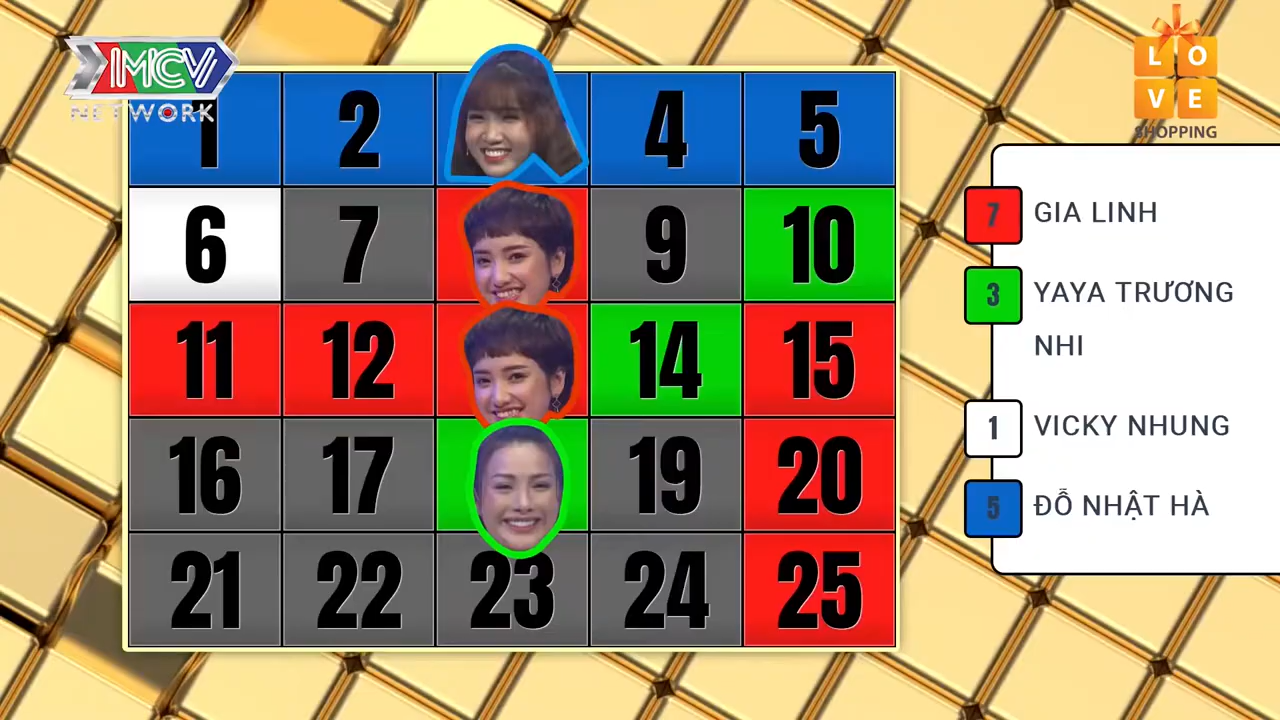 MCV
NETWORK
L O
V E
SHOPPING
1 2 4 5
6 7 9 10
11 12 14 15
16 17 19 20
21 22 23 24 25
7 GIA LINH
3 YAYA TRƯƠNG
NHI
1 VICKY NHUNG
5 ĐỖ NHẬT HÀ